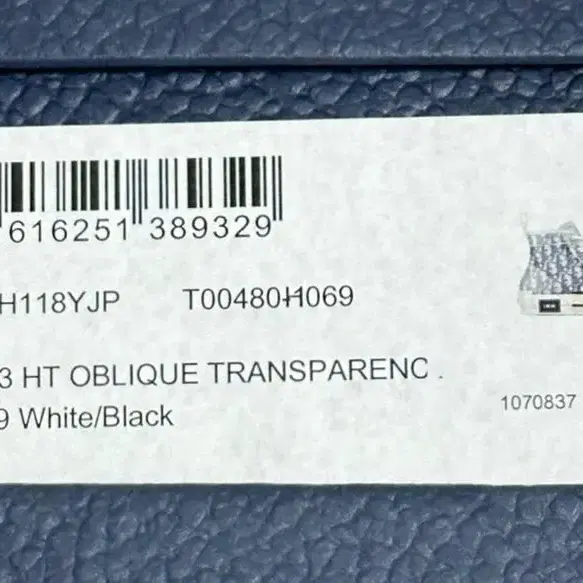 616251 389329
H118YJP T00480H069
3 HT OBLIQUE TRANSPARENC .
9 White/Black
1070837